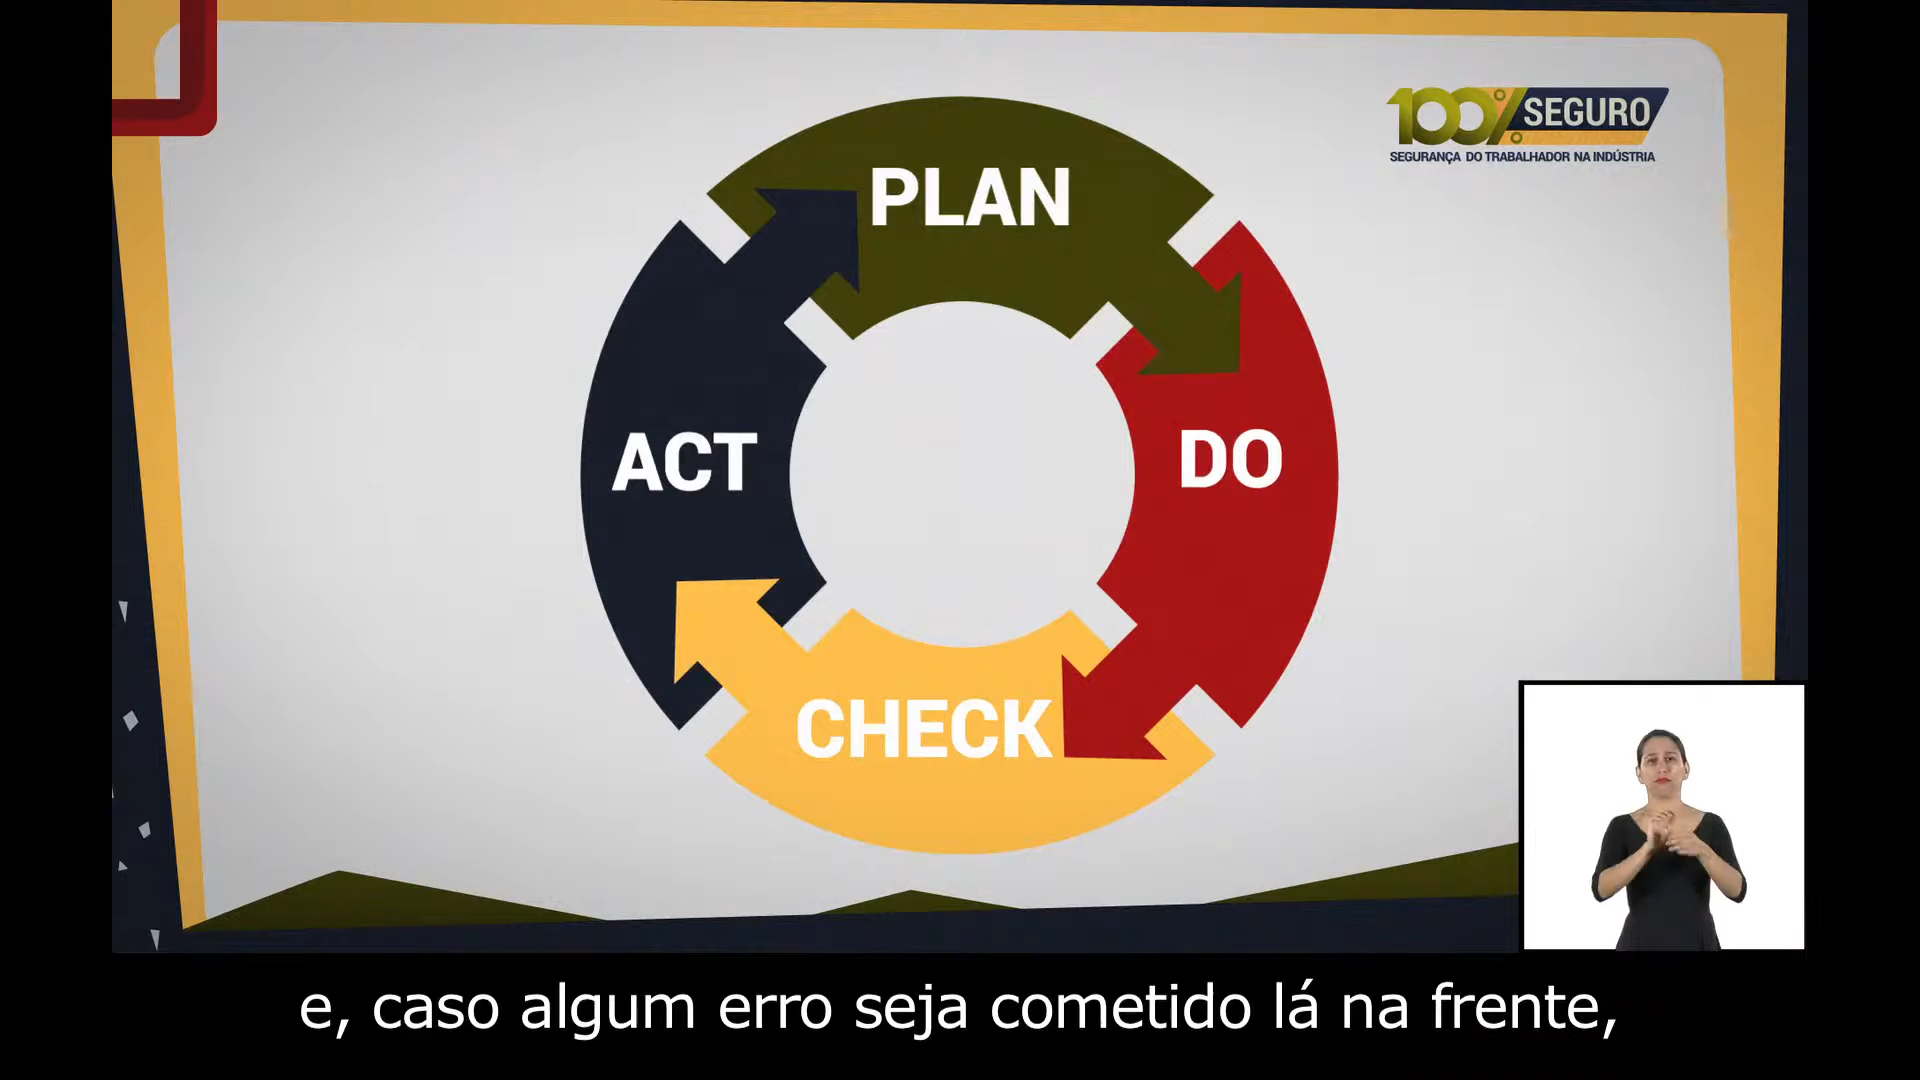 100% SEGURO
SEGURANÇA DO TRABALHADOR NA INDÚSTRIA
PLAN
ACT
DO
CHECK
e, caso algum erro seja cometido lá na frente,